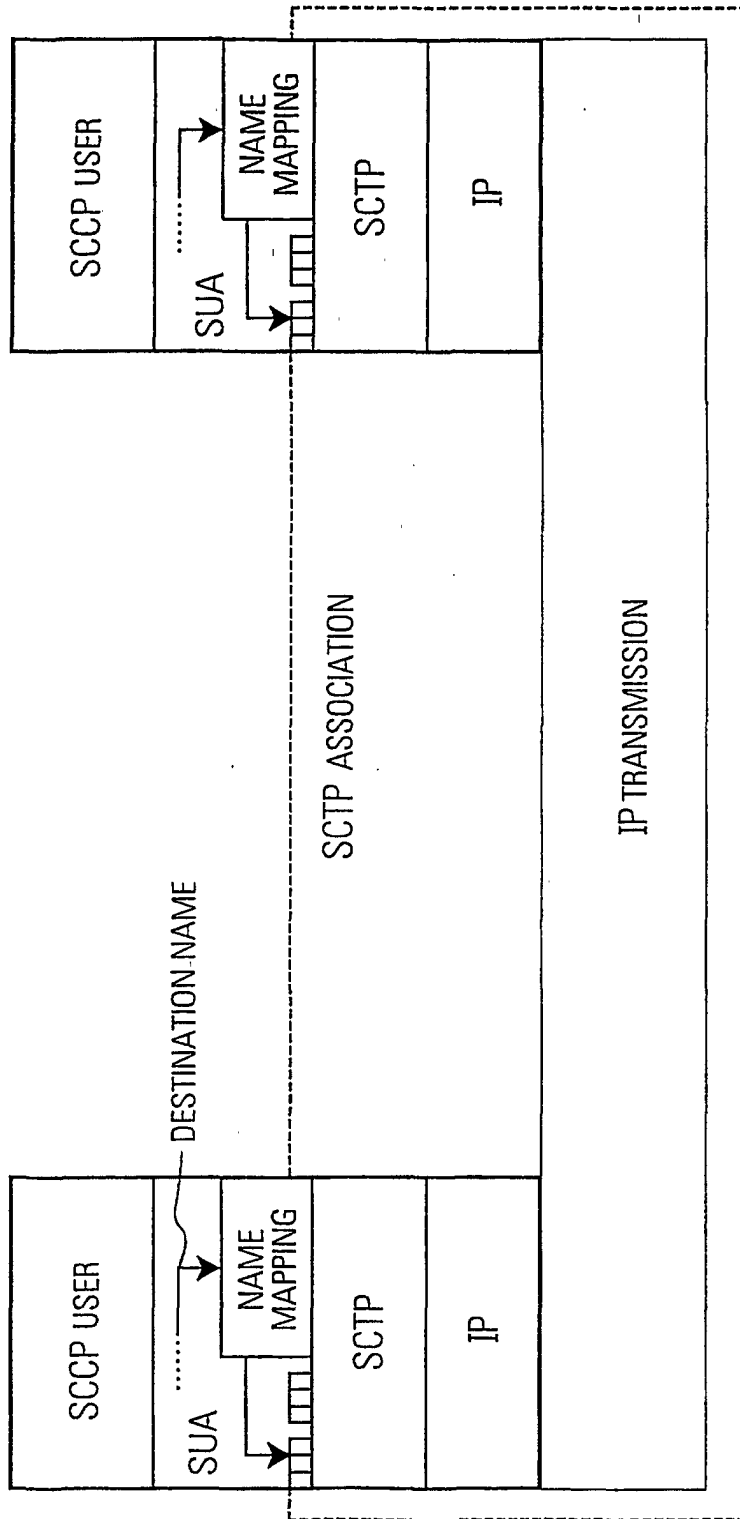 SCCP USER
SUA
DESTINATION-NAME
NAME
MAPPING
SCTP
IP
SCTP ASSOCIATION
SCCP USER
SUA
NAME
MAPPING
SCTP
IP
IP TRANSMISSION